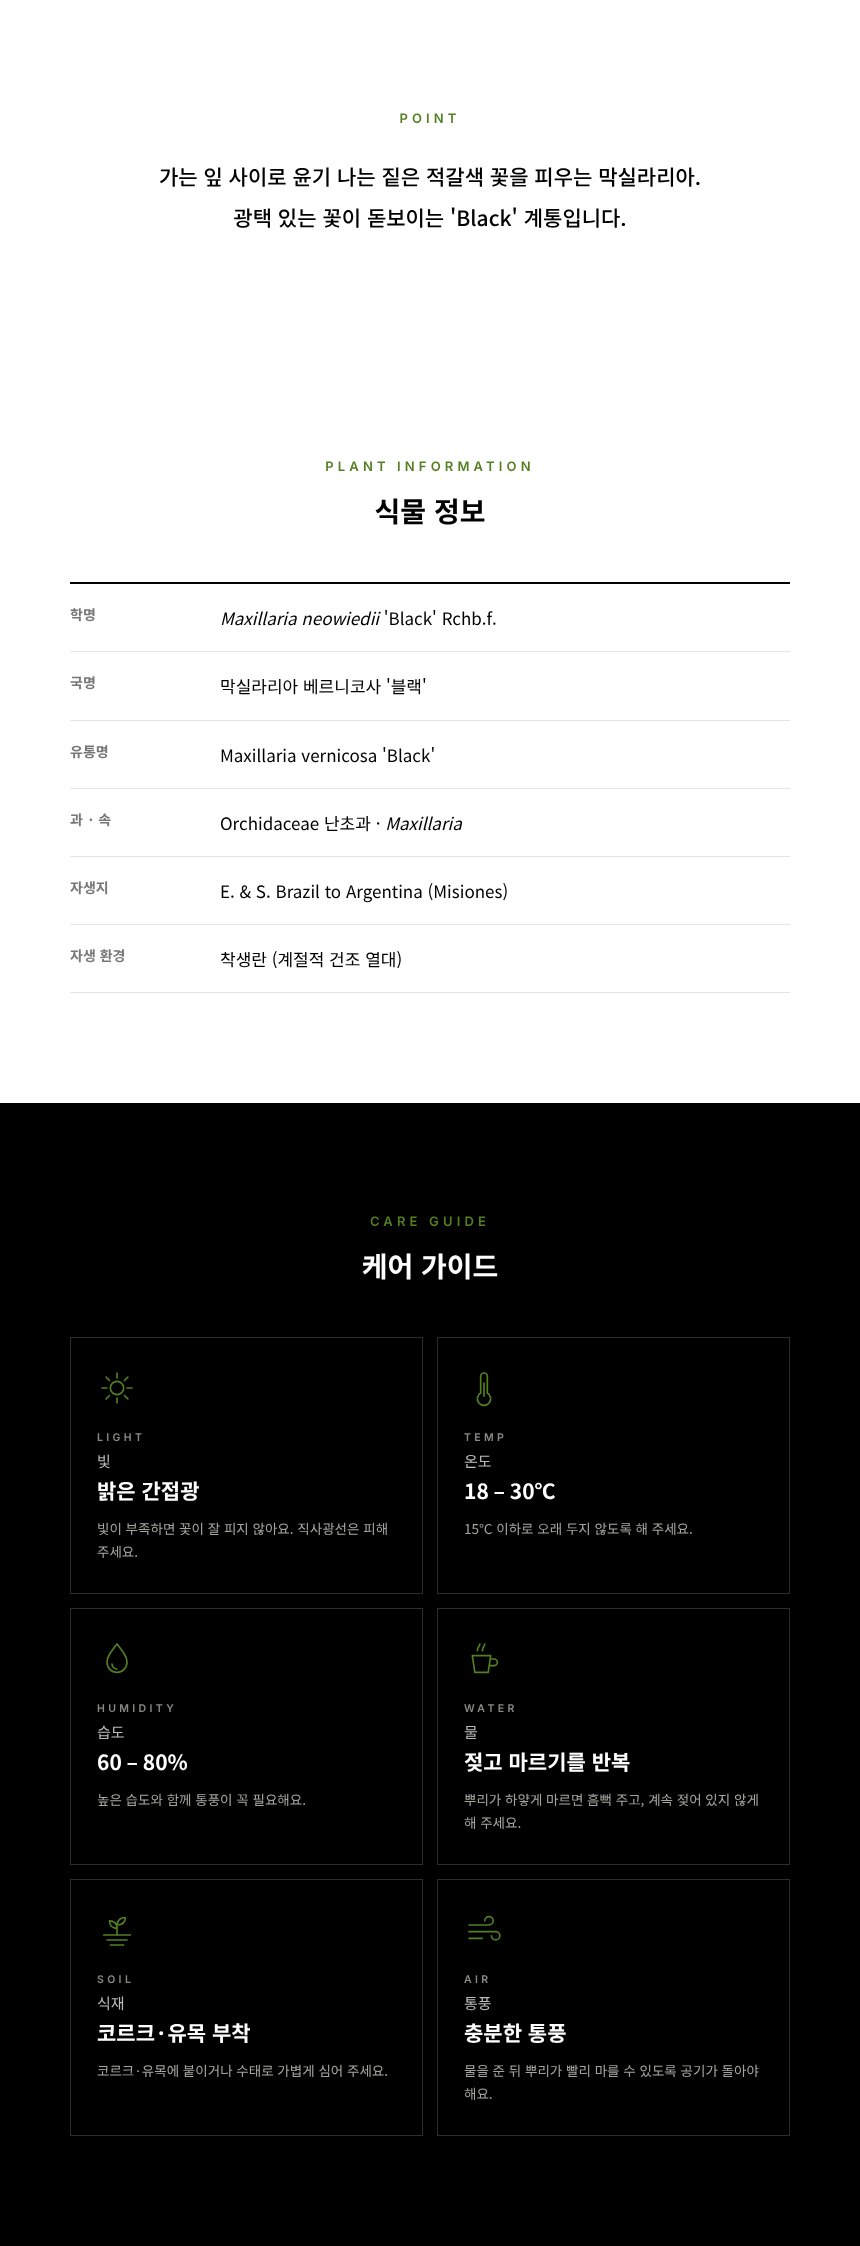 POINT
가는 잎 사이로 윤기 나는 짙은 적갈색 꽃을 피우는 막실라리아.
광택 있는 꽃이 돋보이는 'Black' 계통입니다.
PLANT INFORMATION
식물 정보
학명 Maxillaria neowiedii 'Black' Rchb.f.
국명 막실라리아 베르니코사 '블랙'
유통명 Maxillaria vernicosa 'Black'
과 · 속 Orchidaceae 난초과 · Maxillaria
자생지 E. & S. Brazil to Argentina (Misiones)
자생 환경 착생란 (계절적 건조 열대)
CARE GUIDE
케어 가이드
LIGHT
빛
밝은 간접광
빛이 부족하면 꽃이 잘 피지 않아요. 직사광선은 피해
주세요.
TEMP
온도
18 – 30℃
15℃ 이하로 오래 두지 않도록 해 주세요.
HUMIDITY
습도
60 – 80%
높은 습도와 함께 통풍이 꼭 필요해요.
WATER
물
젖고 마르기를 반복
뿌리가 하얗게 마르면 흠뻑 주고, 계속 젖어 있지 않게
해 주세요.
SOIL
식재
코르크·유목 부착
코르크·유목에 붙이거나 수태로 가볍게 심어 주세요.
AIR
통풍
충분한 통풍
물을 준 뒤 뿌리가 빨리 마를 수 있도록 공기가 돌아야
해요.